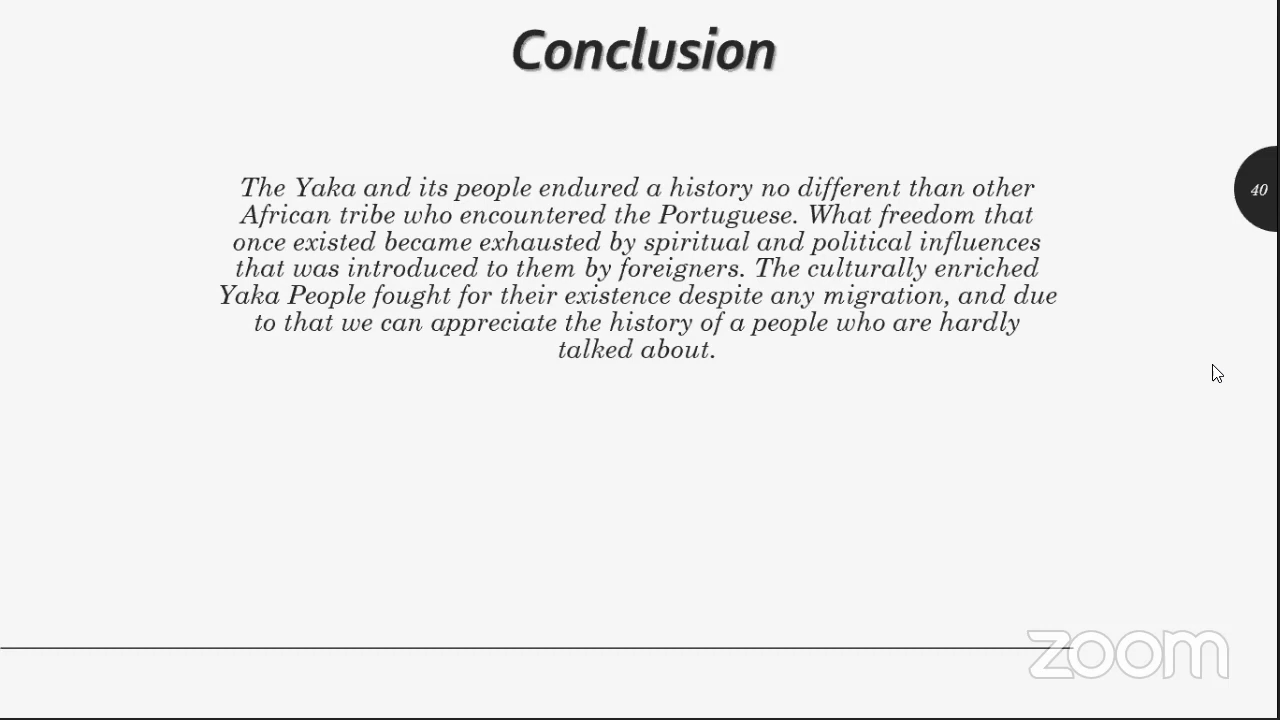 Conclusion
The Yaka and its people endured a history no different than other
African tribe who encountered the Portuguese. What freedom that
once existed became exhausted by spiritual and political influences
that was introduced to them by foreigners. The culturally enriched
Yaka People fought for their existence despite any migration, and due
to that we can appreciate the history of a people who are hardly
talked about.
40
zoom